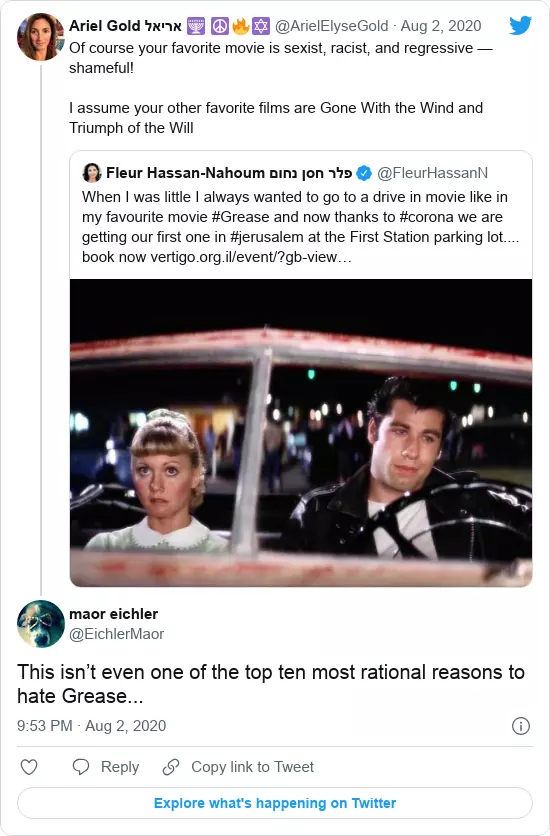 Ariel Gold אריאל 🕎 ☮️🔥✡️ @ArielElyseGold · Aug 2, 2020
Of course your favorite movie is sexist, racist, and regressive —
shameful!
I assume your other favorite films are Gone With the Wind and
Triumph of the Will
Fleur Hassan-Nahoum פלר חסן נחום @FleurHassanN
When I was little I always wanted to go to a drive in movie like in
my favourite movie #Grease and now thanks to #corona we are
getting our first one in #jerusalem at the First Station parking lot....
book now vertigo.org.il/event/?gb-view…
maor eichler
@EichlerMaor
This isn’t even one of the top ten most rational reasons to
hate Grease...
9:53 PM · Aug 2, 2020
Reply Copy link to Tweet
Explore what's happening on Twitter